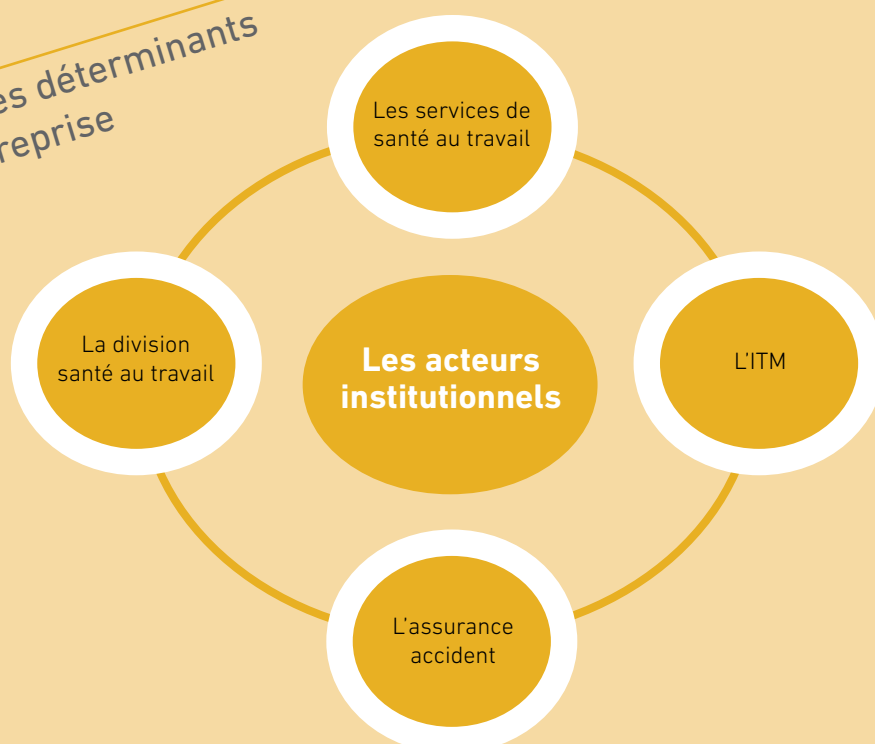 es déterminants
reprise
Les services de
santé au travail
La division
santé au travail
Les acteurs
institutionnels
L'ITM
L'assurance
accident